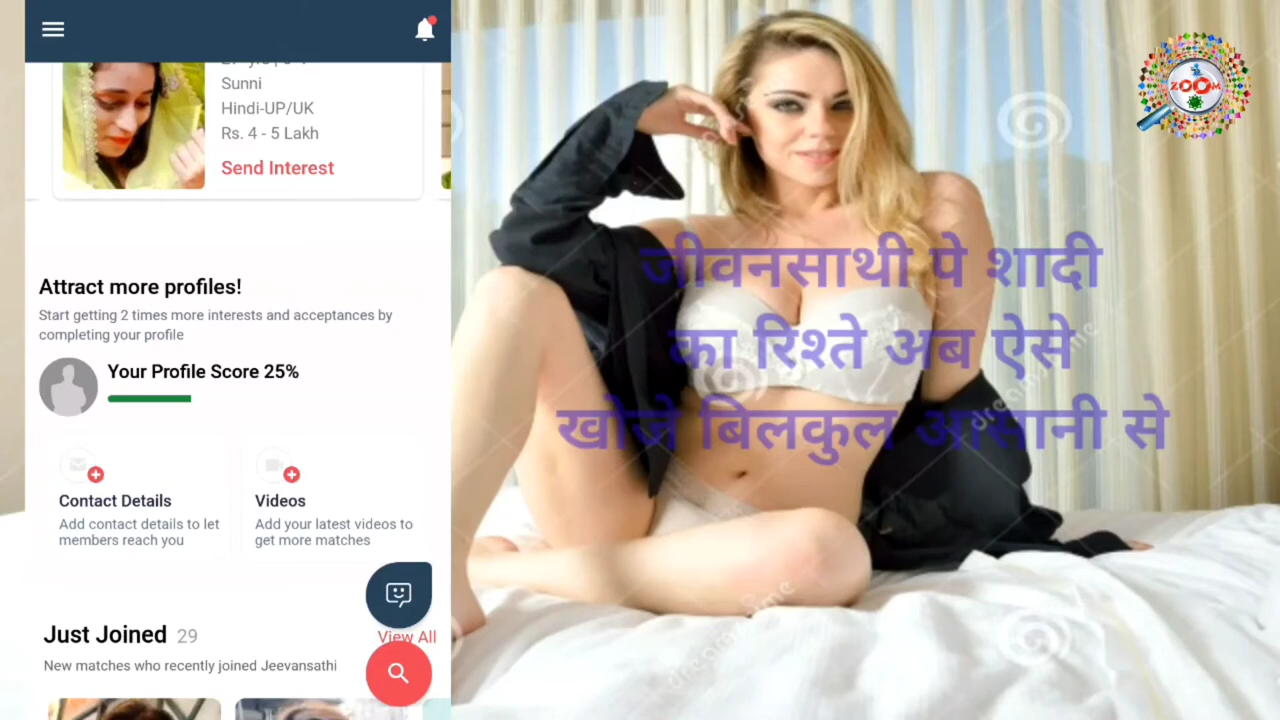 Sunni
Hindi-UP/UK
Rs. 4 - 5 Lakh
Send Interest
Attract more profiles!
Start getting 2 times more interests and acceptances by
completing your profile
Your Profile Score 25%
Contact Details
Add contact details to let
members reach you
Videos
Add your latest videos to
get more matches
Just Joined 29
View All
New matches who recently joined Jeevansathi
जीवनसाथी पे शादी
का रिश्ते अब ऐसे
खोजे बिलकुल आसानी से
ZOOM
dreamstime